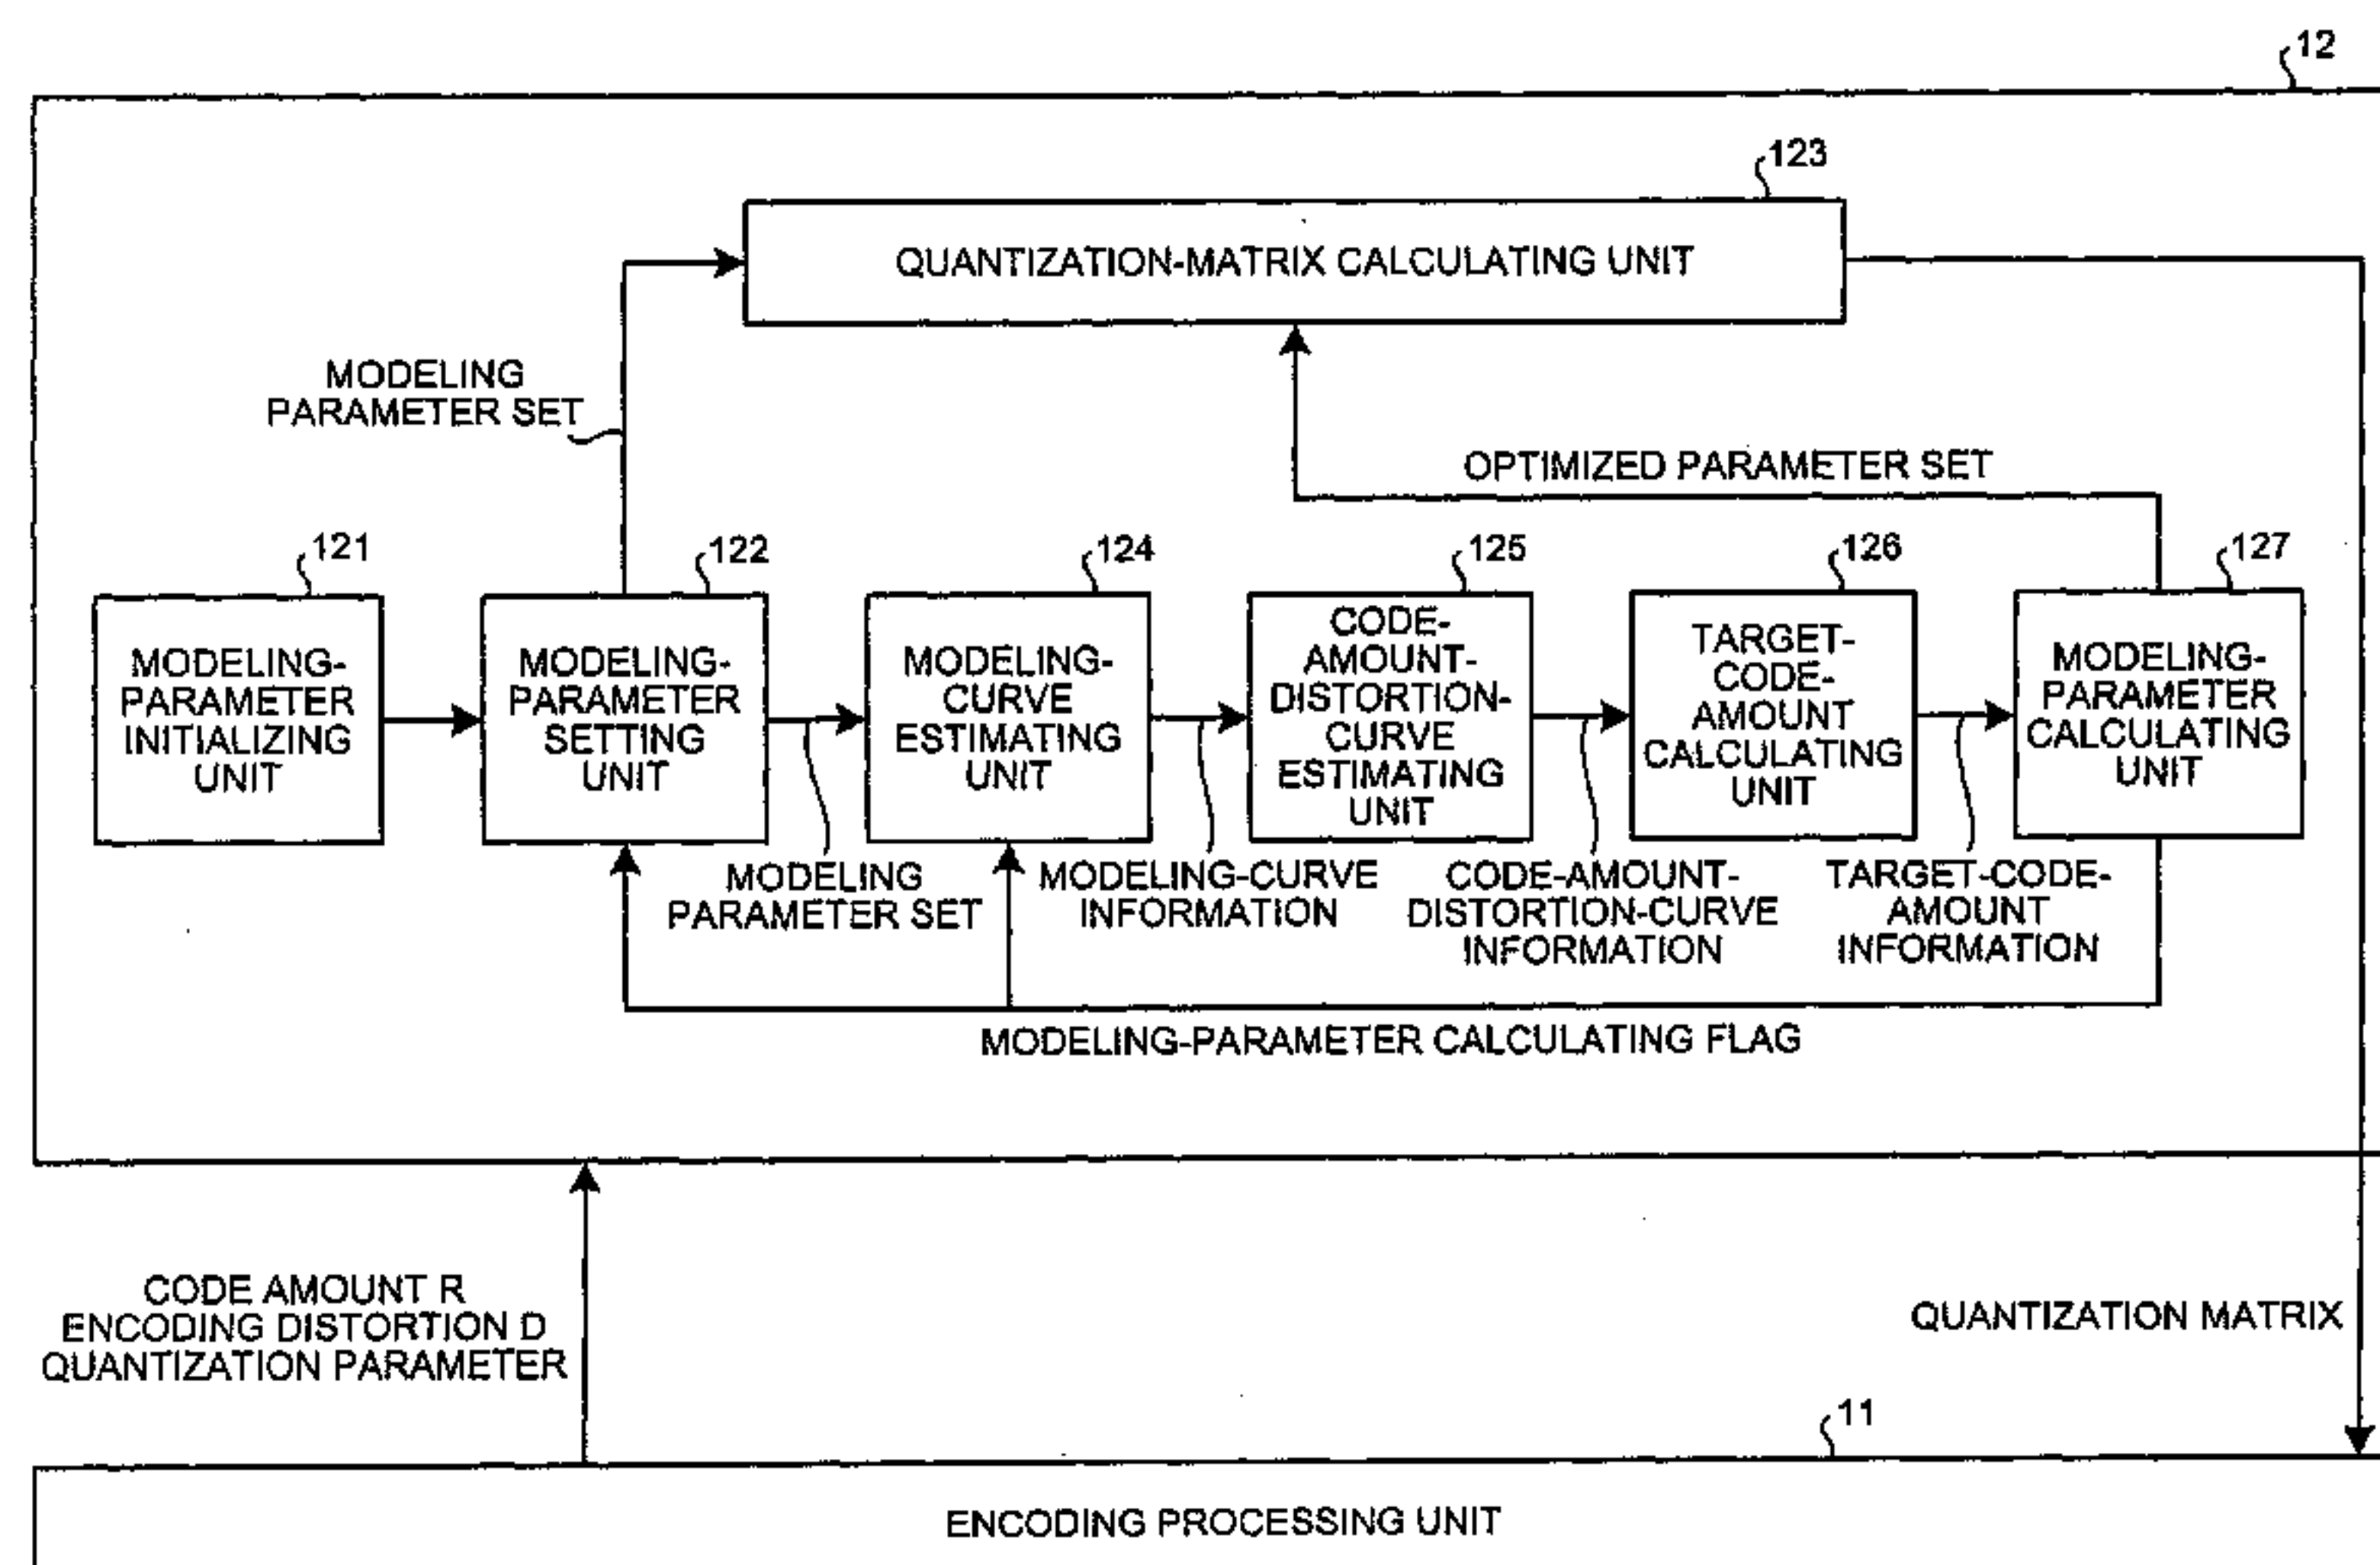 12
123
QUANTIZATION-MATRIX CALCULATING UNIT
MODELING
PARAMETER SET
OPTIMIZED PARAMETER SET
121
122
124
125
126
127
MODELING-
PARAMETER
INITIALIZING
UNIT
MODELING-
PARAMETER
SETTING
UNIT
MODELING-
CURVE
ESTIMATING
UNIT
CODE-
AMOUNT-
DISTORTION-
CURVE
ESTIMATING
UNIT
TARGET-
CODE-
AMOUNT
CALCULATING
UNIT
MODELING-
PARAMETER
CALCULATING
UNIT
MODELING
PARAMETER SET
MODELING-CURVE
INFORMATION
CODE-AMOUNT-
DISTORTION-CURVE
INFORMATION
TARGET-CODE-
AMOUNT
INFORMATION
MODELING-PARAMETER CALCULATING FLAG
CODE AMOUNT R
ENCODING DISTORTION D
QUANTIZATION PARAMETER
QUANTIZATION MATRIX
11
ENCODING PROCESSING UNIT